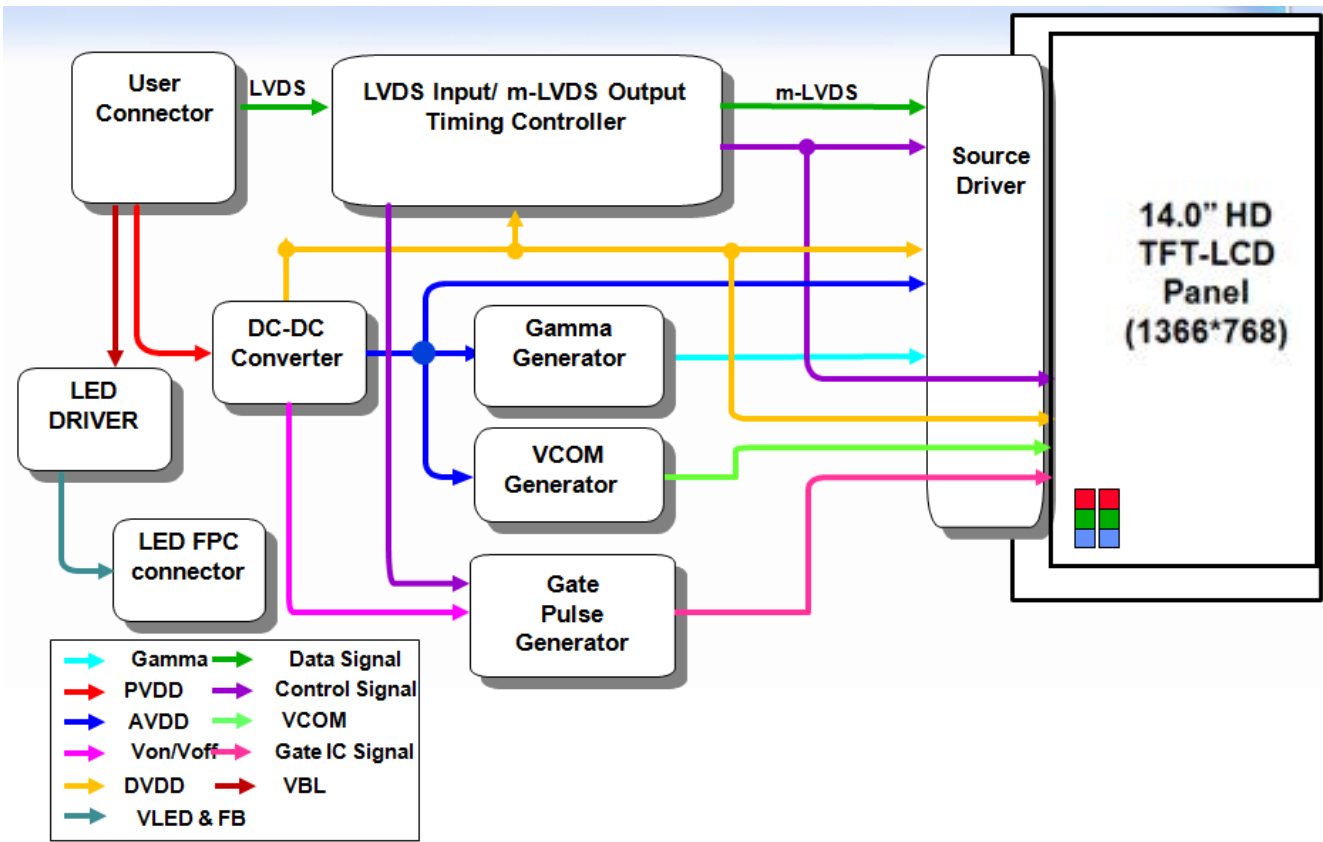 User
Connector
LVDS
LVDS Input/ m-LVDS Output
Timing Controller
m-LVDS
Source
Driver
14.0” HD
TFT-LCD
Panel
(1366*768)
DC-DC
Converter
Gamma
Generator
LED
DRIVER
VCOM
Generator
LED FPC
connector
Gate
Pulse
Generator
Gamma
Data Signal
PVDD
Control Signal
AVDD
VCOM
Von/Voff
Gate IC Signal
DVDD
VBL
VLED & FB